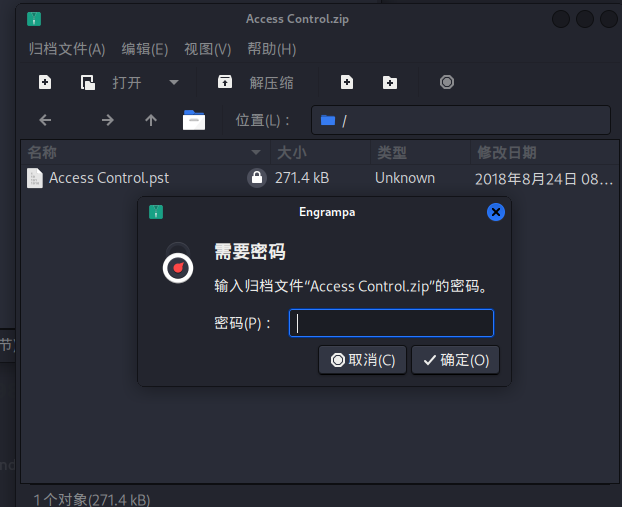 Access Control.zip
归档文件(A) 编辑(E) 视图(V) 帮助(H)
打开 解压缩
位置(L)： /
名称 大小 类型 修改日期
Access Control.pst 271.4 kB Unknown 2018年8月24日 08…
Engrampa
需要密码
输入归档文件“Access Control.zip”的密码。
密码(P)：
取消(C) 确定(O)
节)
nd
1 个对象(271.4 kB)